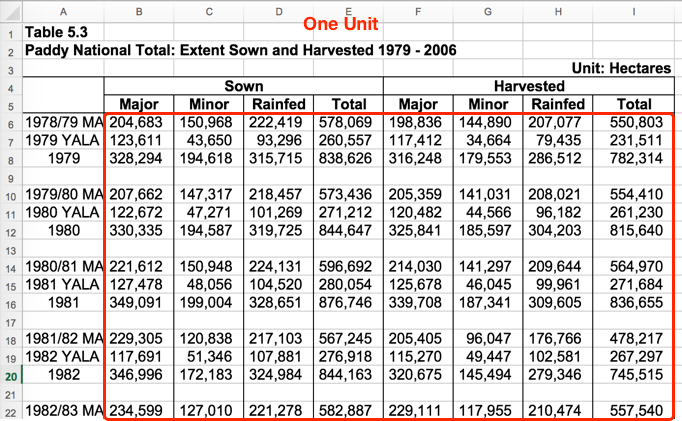 A B C D E F G H I
One Unit
1 Table 5.3
2 Paddy National Total: Extent Sown and Harvested 1979 - 2006
3 Unit: Hectares
4 Sown Harvested
5 Major Minor Rainfed Total Major Minor Rainfed Total
6 1978/79 MA 204,683 150,968 222,419 578,069 198,836 144,890 207,077 550,803
7 1979 YALA 123,611 43,650 93,296 260,557 117,412 34,664 79,435 231,511
8 1979 328,294 194,618 315,715 838,626 316,248 179,553 286,512 782,314
9
10 1979/80 MA 207,662 147,317 218,457 573,436 205,359 141,031 208,021 554,410
11 1980 YALA 122,672 47,271 101,269 271,212 120,482 44,566 96,182 261,230
12 1980 330,335 194,587 319,725 844,647 325,841 185,597 304,203 815,640
13
14 1980/81 MA 221,612 150,948 224,131 596,692 214,030 141,297 209,644 564,970
15 1981 YALA 127,478 48,056 104,520 280,054 125,678 46,045 99,961 271,684
16 1981 349,091 199,004 328,651 876,746 339,708 187,341 309,605 836,655
17
18 1981/82 MA 229,305 120,838 217,103 567,245 205,405 96,047 176,766 478,217
19 1982 YALA 117,691 51,346 107,881 276,918 115,270 49,447 102,581 267,297
20 1982 346,996 172,183 324,984 844,163 320,675 145,494 279,346 745,515
21
22 1982/83 MA 234,599 127,010 221,278 582,887 229,111 117,955 210,474 557,540